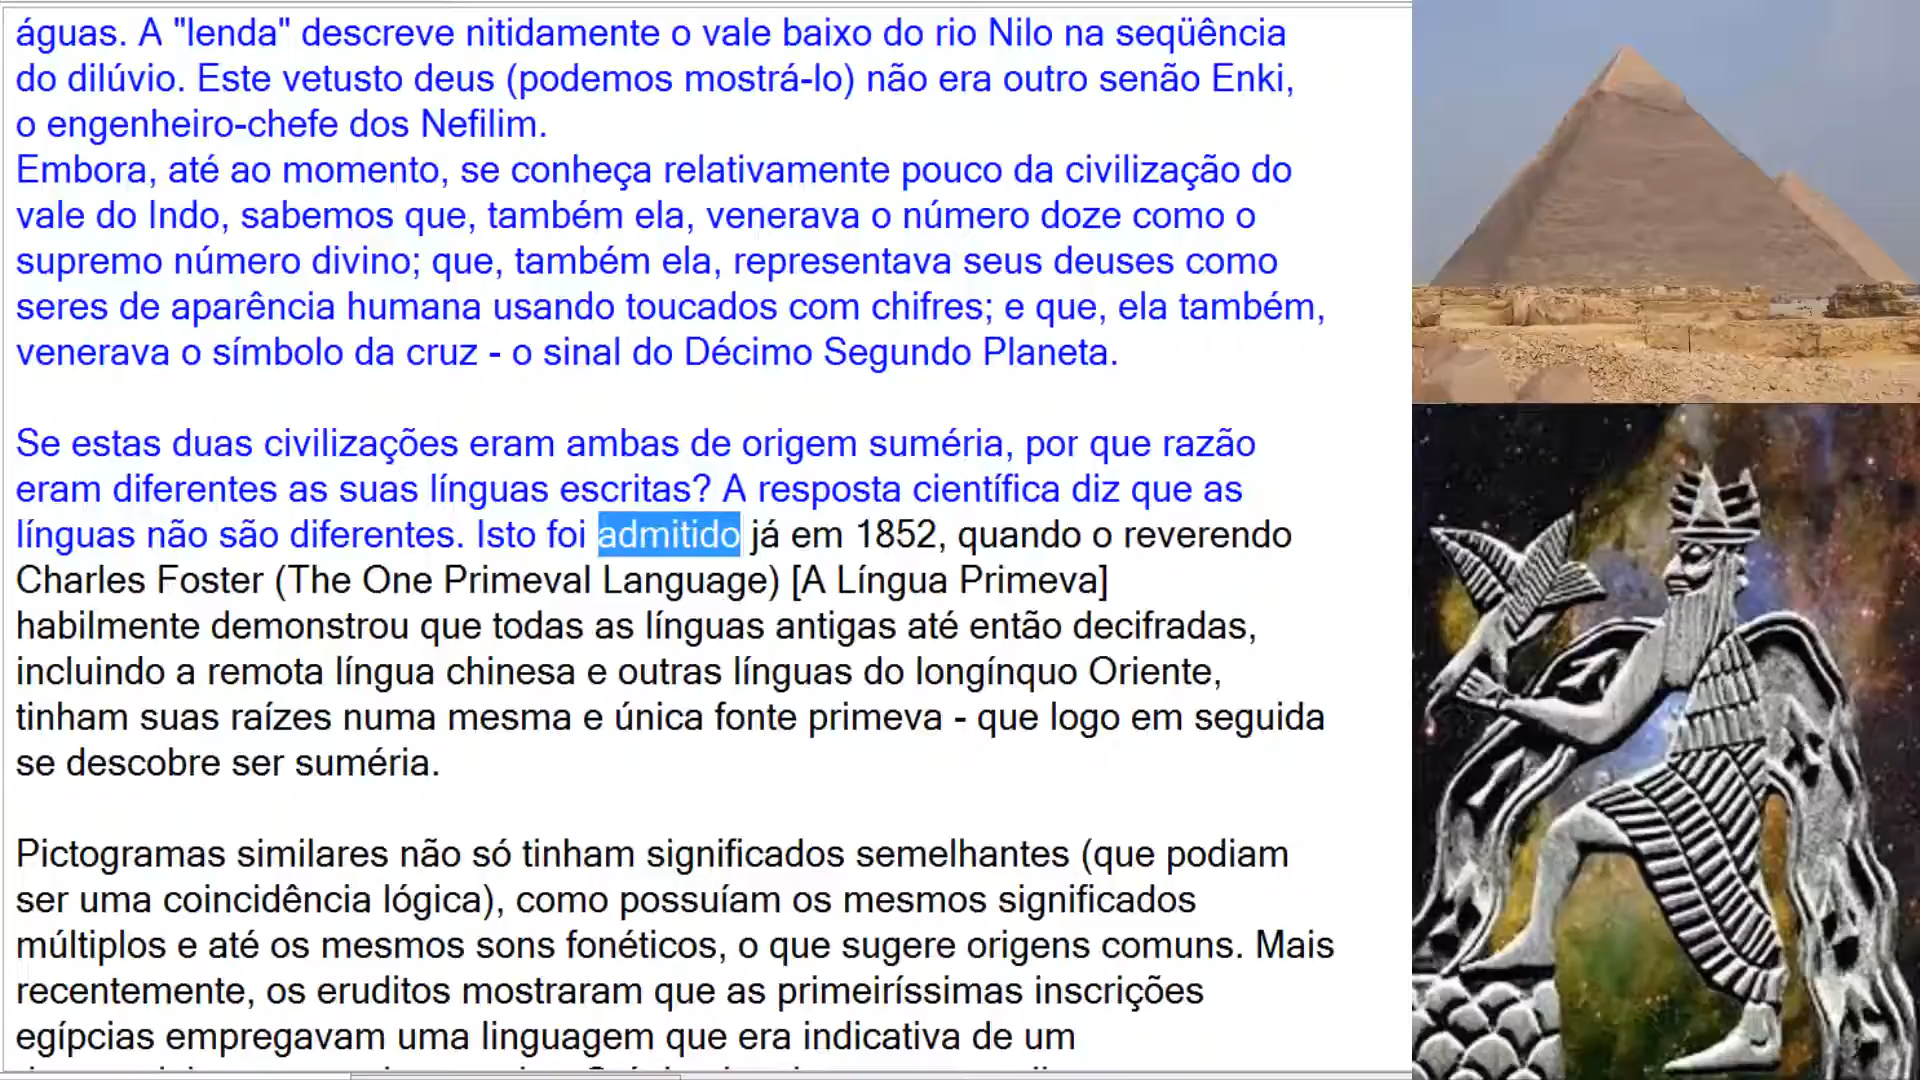 águas. A "lenda" descreve nitidamente o vale baixo do rio Nilo na seqüência
do dilúvio. Este vetusto deus (podemos mostrá-lo) não era outro senão Enki,
o engenheiro-chefe dos Nefilim.
Embora, até ao momento, se conheça relativamente pouco da civilização do
vale do Indo, sabemos que, também ela, venerava o número doze como o
supremo número divino; que, também ela, representava seus deuses como
seres de aparência humana usando toucados com chifres; e que, ela também,
venerava o símbolo da cruz - o sinal do Décimo Segundo Planeta.
Se estas duas civilizações eram ambas de origem suméria, por que razão
eram diferentes as suas línguas escritas? A resposta científica diz que as
línguas não são diferentes. Isto foi admitido já em 1852, quando o reverendo
Charles Foster (The One Primeval Language) [A Língua Primeva]
habilmente demonstrou que todas as línguas antigas até então decifradas,
incluindo a remota língua chinesa e outras línguas do longínquo Oriente,
tinham suas raízes numa mesma e única fonte primeva - que logo em seguida
se descobre ser suméria.
Pictogramas similares não só tinham significados semelhantes (que podiam
ser uma coincidência lógica), como possuíam os mesmos significados
múltiplos e até os mesmos sons fonéticos, o que sugere origens comuns. Mais
recentemente, os eruditos mostraram que as primeiríssimas inscrições
egípcias empregavam uma linguagem que era indicativa de um